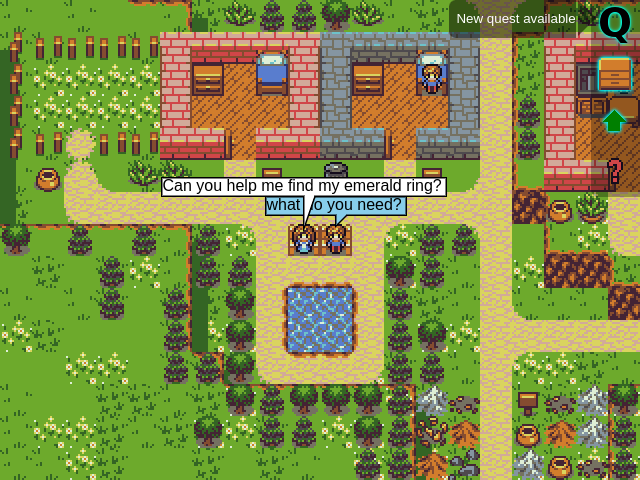 New quest available
Q
Can you help me find my emerald ring?
what o you need?